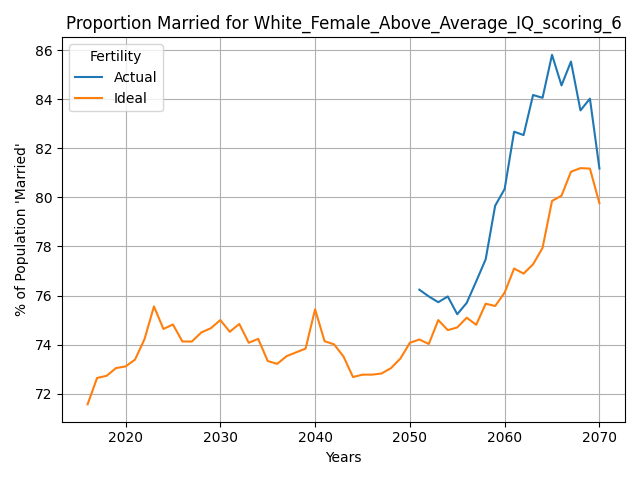 Proportion Married for White_Female_Above_Average_IQ_scoring_6
Fertility
Actual
Ideal
% of Population 'Married'
86
84
82
80
78
76
74
72
2020
2030
2040
2050
2060
2070
Years